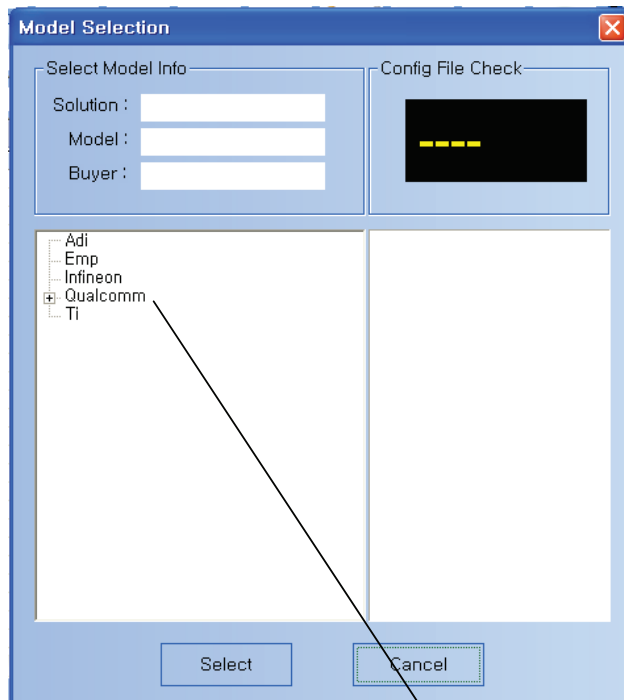 Model Selection
Select Model Info
Solution :
Model :
Buyer :
Config File Check
----
Adi
Emp
Infineon
Qualcomm
Ti
Select
Cancel